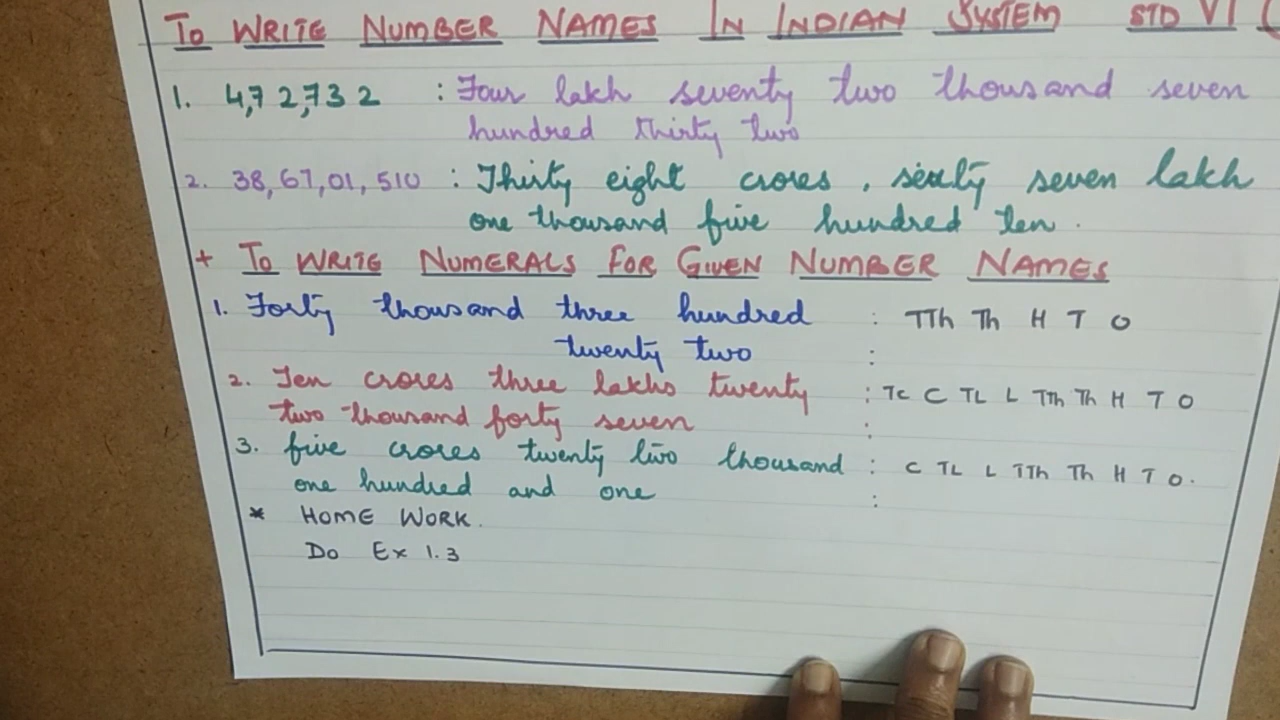 TO WRITE NUMBER NAMES IN INDIAN SYSTEM STD VI (
1. 4,72,732 : Four lakh seventy two thousand seven
hundred thirty two
2. 38,67,01,510 : Thirty eight crores, sixty seven lakh
one thousand five hundred ten.
+ TO WRITE NUMERALS FOR GIVEN NUMBER NAMES
1. Forty thousand three hundred : TTh Th H T O
twenty two :
2. Ten crores three lakhs twenty : TC C TL L TTh Th H T O
two thousand forty seven :
3. five crores twenty two thousand : C TL L TTh Th H T O.
one hundred and one :
* HOME WORK.
Do Ex 1.3